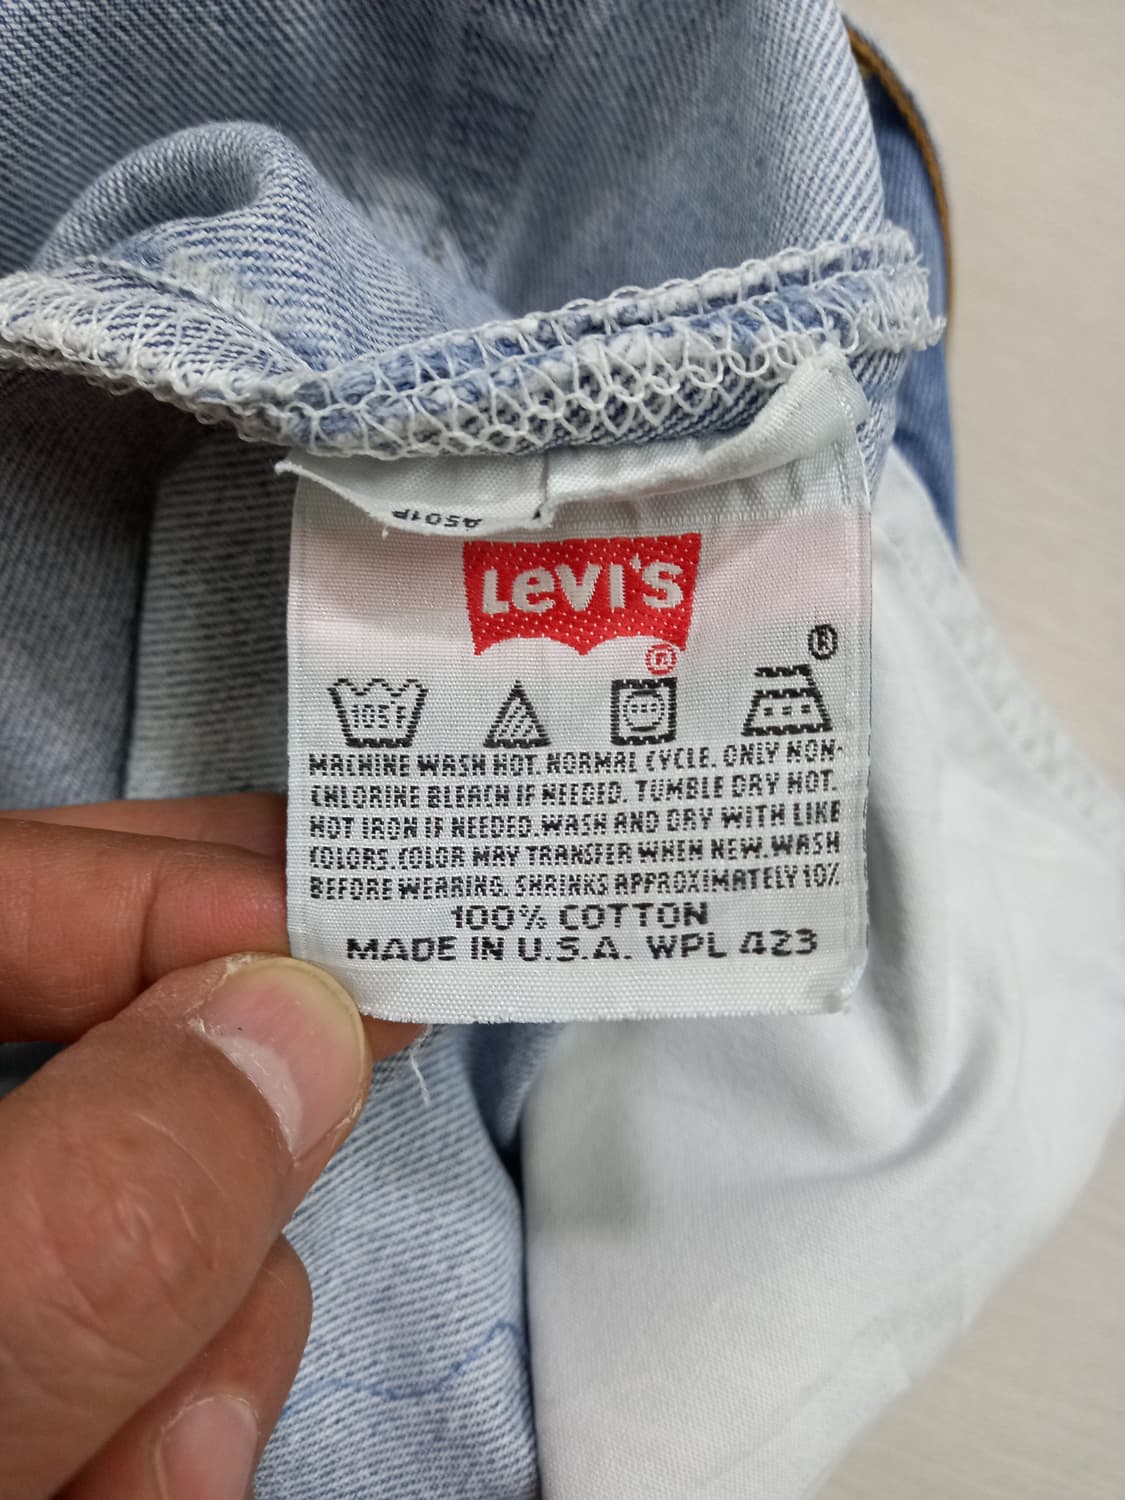 A501P
LEVI'S
®
®
105F
MACHINE WASH HOT. NORMAL CYCLE. ONLY NON-
CHLORINE BLEACH IF NEEDED. TUMBLE DRY HOT.
HOT IRON IF NEEDED.WASH AND DRY WITH LIKE
COLORS. COLOR MAY TRANSFER WHEN NEW.WASH
BEFORE WEARING. SHRINKS APPROXIMATELY 10%
100% COTTON
MADE IN U.S.A. WPL 423